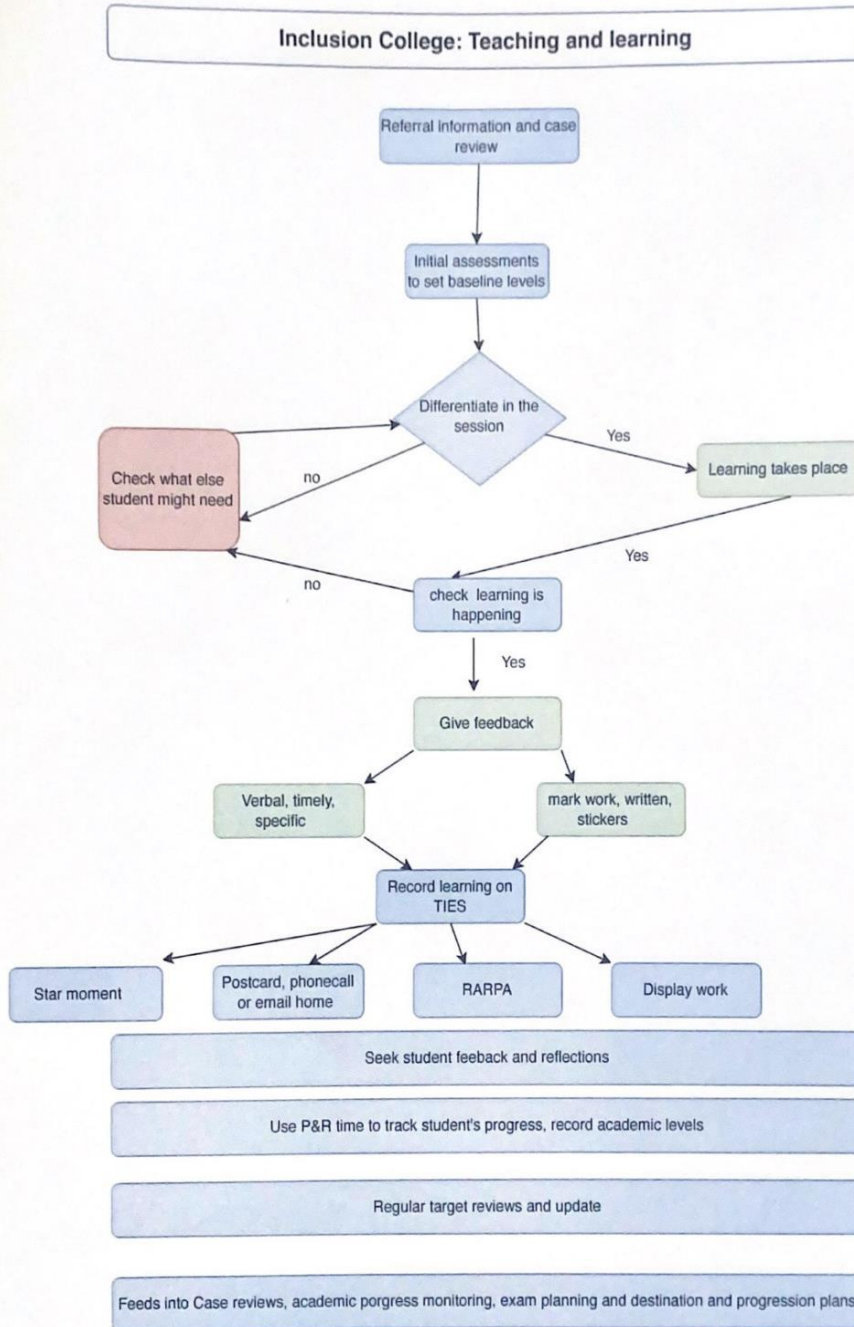 Inclusion College: Teaching and learning
Referral information and case
review
Initial assessments
to set baseline levels
Differentiate in the
session
Yes
Learning takes place
Check what else
student might need
no
Yes
no
check learning is
happening
Yes
Give feedback
Verbal, timely,
specific
mark work, written,
stickers
Record learning on
TIES
Star moment
Postcard, phonecall
or email home
RARPA
Display work
Seek student feeback and reflections
Use P&R time to track student's progress, record academic levels
Regular target reviews and update
Feeds into Case reviews, academic porgress monitoring, exam planning and destination and progression plans